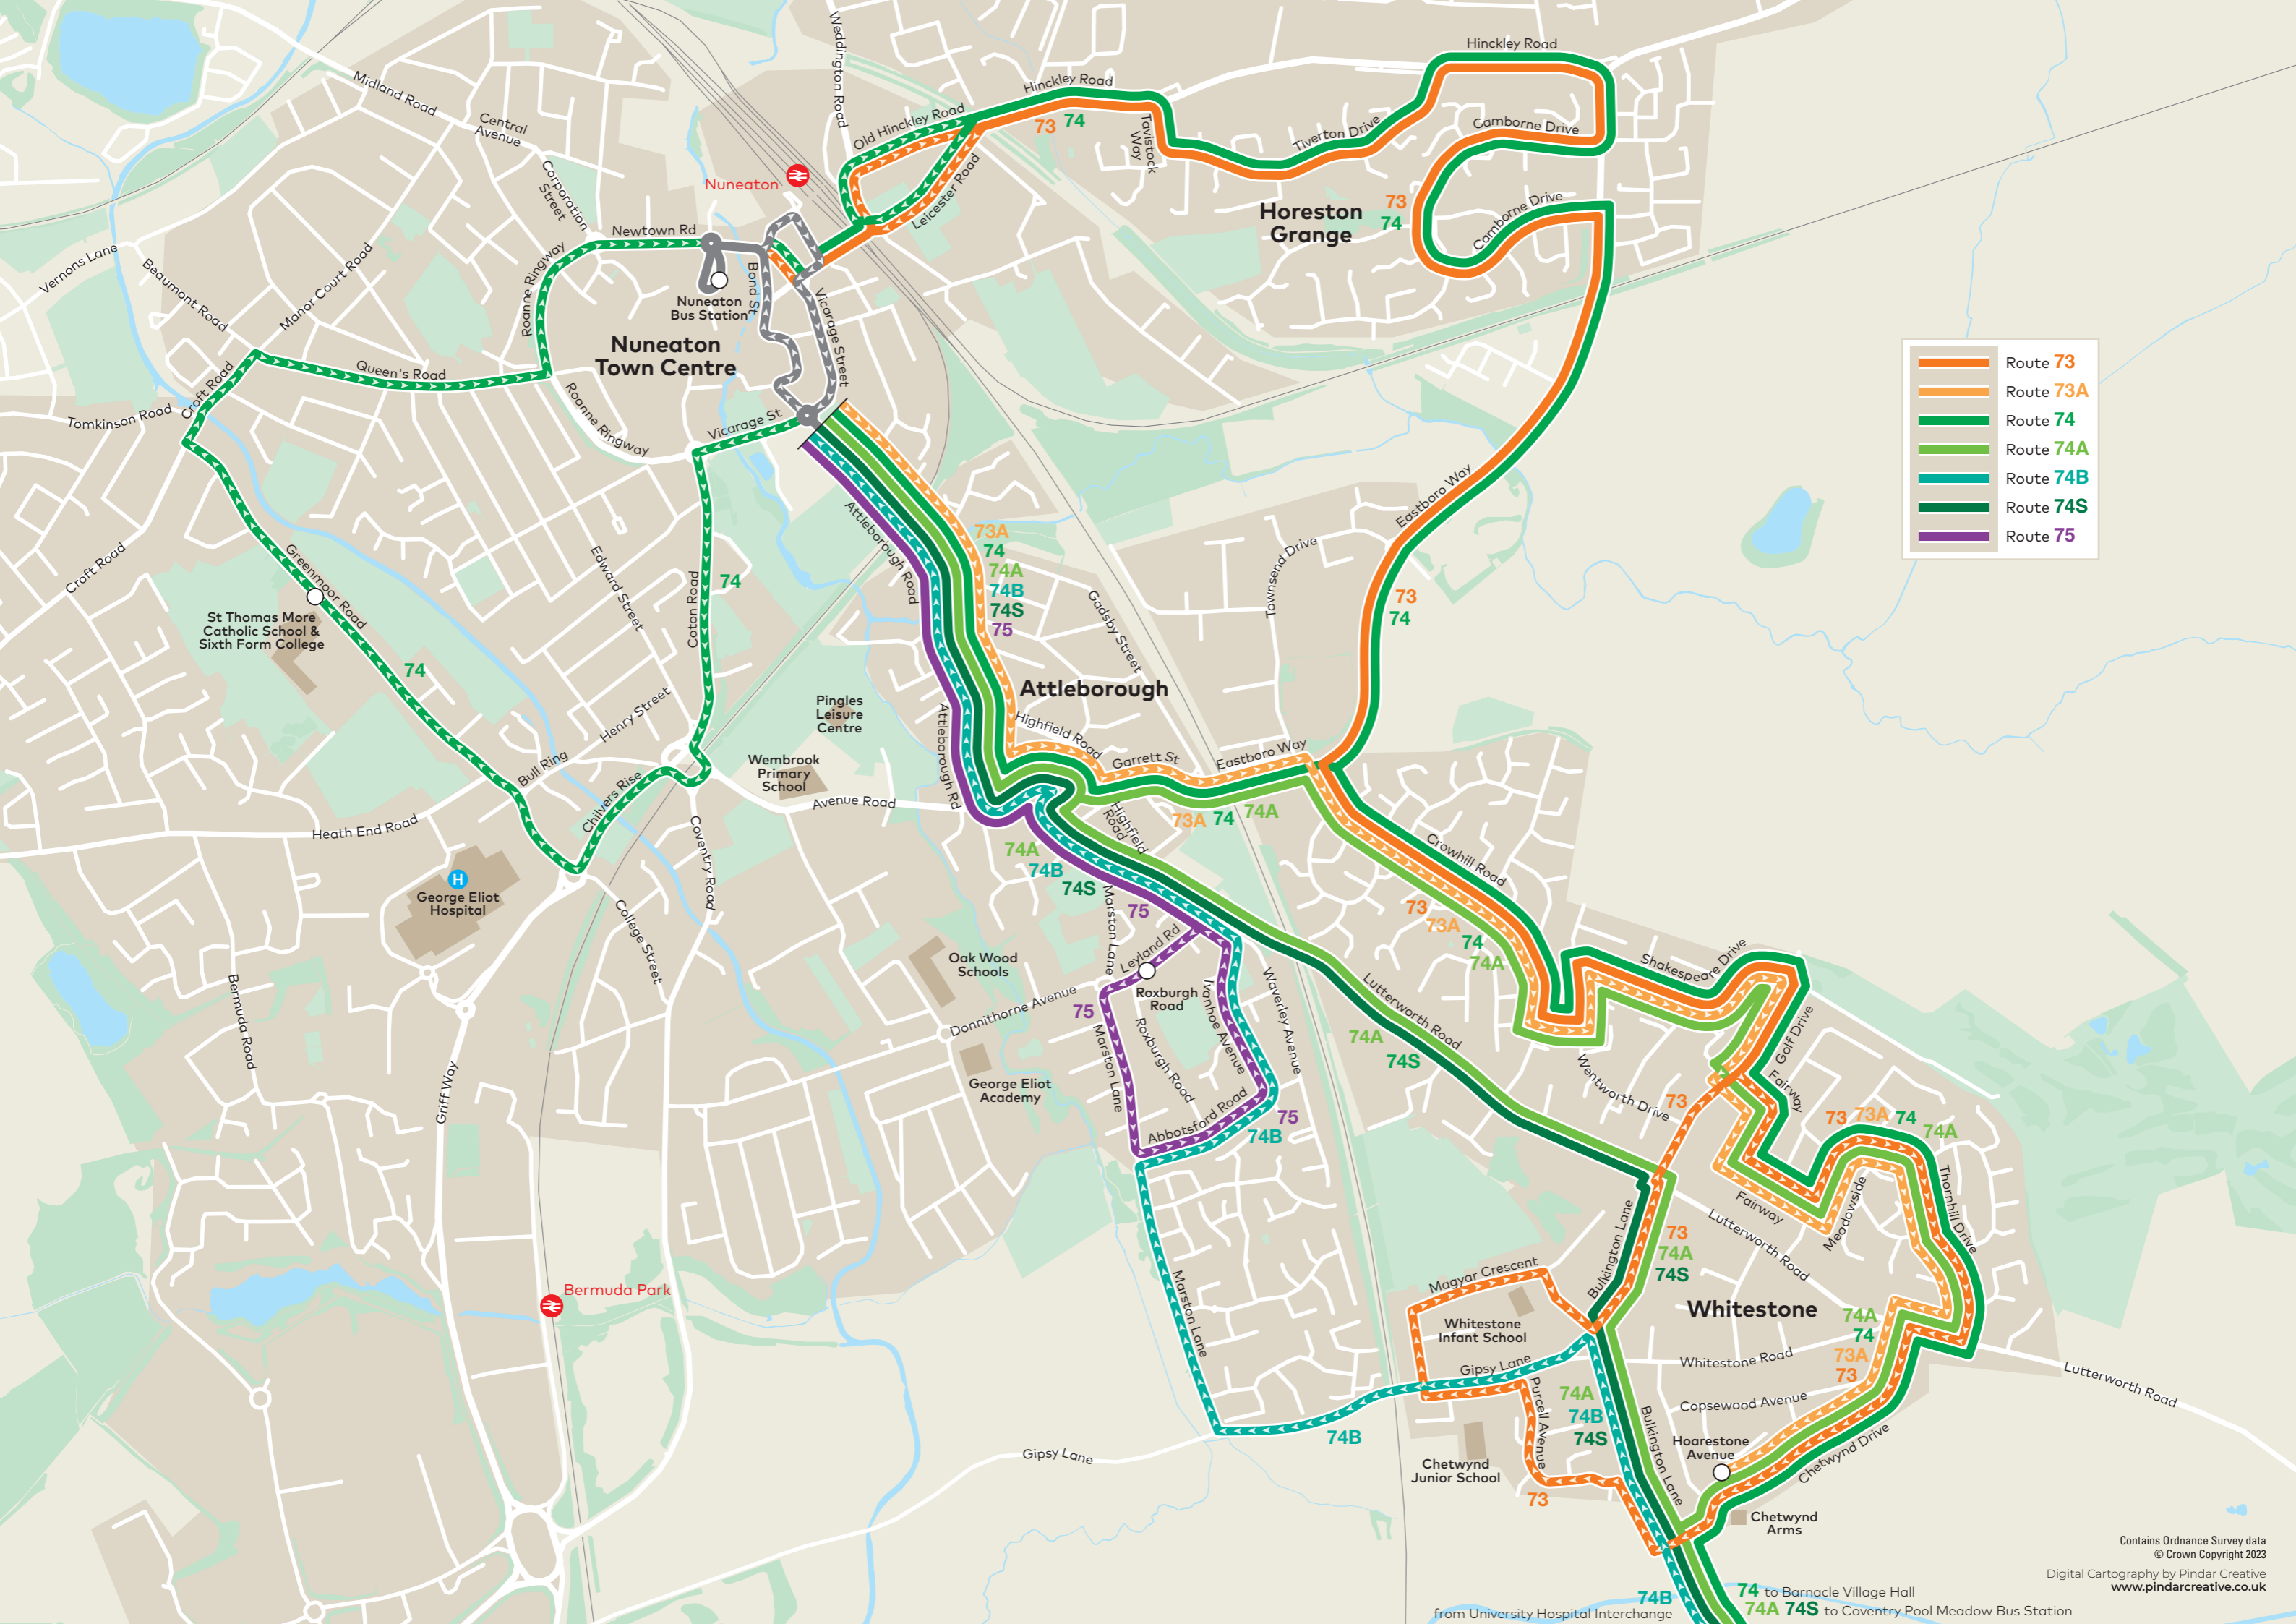 Weddington Road
Hinckley Road
Midland Road
Central
Avenue
Hinckley Road
Old Hinckley Road
73 74
Tavistock
Way
Tiverton Drive
Camborne Drive
Corporation
Street
Nuneaton
Leicester Road
Horeston
Grange
73
74
Camborne Drive
Newtown Rd
Vernons Lane
Beaumont Road
Manor Court Road
Roanne Ringway
Bond St
Nuneaton
Bus Station
Vicarage Street
Nuneaton
Town Centre
Queen's Road
Croft Road
Tomkinson Road
Roanne Ringway
Vicarage St
Route 73
Route 73A
Route 74
Route 74A
Route 74B
Route 74S
Route 75
Eastboro Way
Attleborough Road
73A
74
74A
74B
74S
75
Croft Road
Greenmoor Road
Edward Street
Coton Road
74
Townsend Drive
Gadsby Street
73
74
St Thomas More
Catholic School &
Sixth Form College
74
Henry Street
Pingles
Leisure
Centre
Attleborough
Attleborough Rd
Highfield Road
Garrett St
Eastboro Way
Bull Ring
Chilvers Rise
Wembrook
Primary
School
Avenue Road
Heath End Road
Highfield
Road
73A 74 74A
Coventry Road
Crowhill Road
74A
74B
74S
George Eliot
Hospital
H
College Street
Marston Lane
75
73
73A
74
74A
Leyland Rd
Oak Wood
Schools
Shakespeare Drive
Bermuda Road
Donnithorne Avenue
Roxburgh
Road
Ivanhoe Avenue
Waverley Avenue
Lutterworth Road
75
Marston Lane
Roxburgh Road
74A
74S
Golf Drive
Wentworth Drive
Fairway
George Eliot
Academy
Griff Way
Abbotsford Road
75
74B
73
73 73A 74
74A
Fairway
Meadowside
Thornhill Drive
Lutterworth Road
Bulkington Lane
73
74A
74S
Bermuda Park
Marston Lane
Magyar Crescent
Whitestone
Whitestone
Infant School
74A
74
73A
73
Whitestone Road
Lutterworth Road
Gipsy Lane
Purcell Avenue
74A
74B
74S
Copsewood Avenue
Bulkington Lane
Hoarestone
Avenue
Chetwynd Drive
74B
Gipsy Lane
Chetwynd
Junior School
73
Chetwynd
Arms
Contains Ordnance Survey data
© Crown Copyright 2023
Digital Cartography by Pindar Creative
www.pindarcreative.co.uk
74B
from University Hospital Interchange
74 to Barnacle Village Hall
74A 74S to Coventry Pool Meadow Bus Station